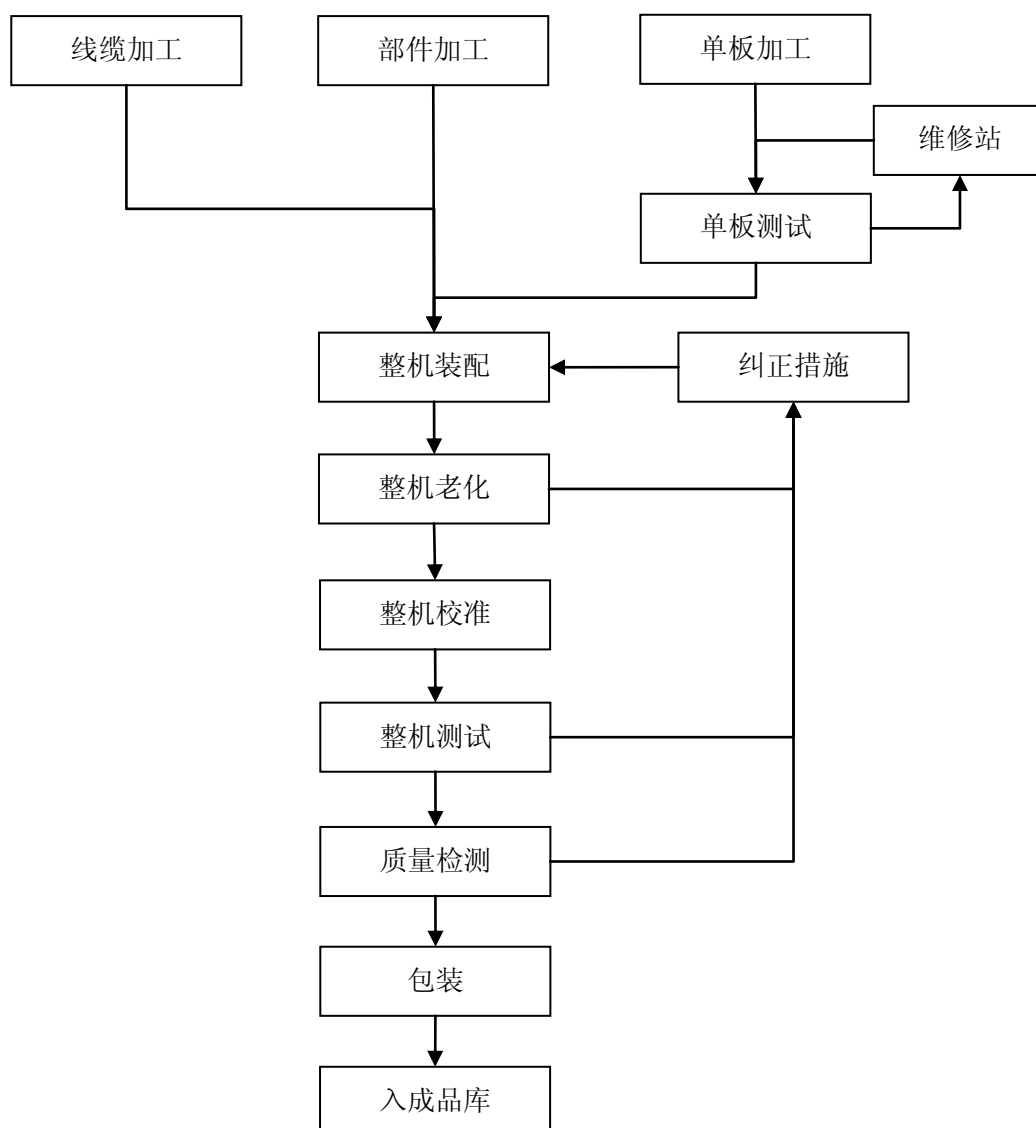 线缆加工
部件加工
单板加工
维修站
单板测试
整机装配
纠正措施
整机老化
整机校准
整机测试
质量检测
包装
入成品库